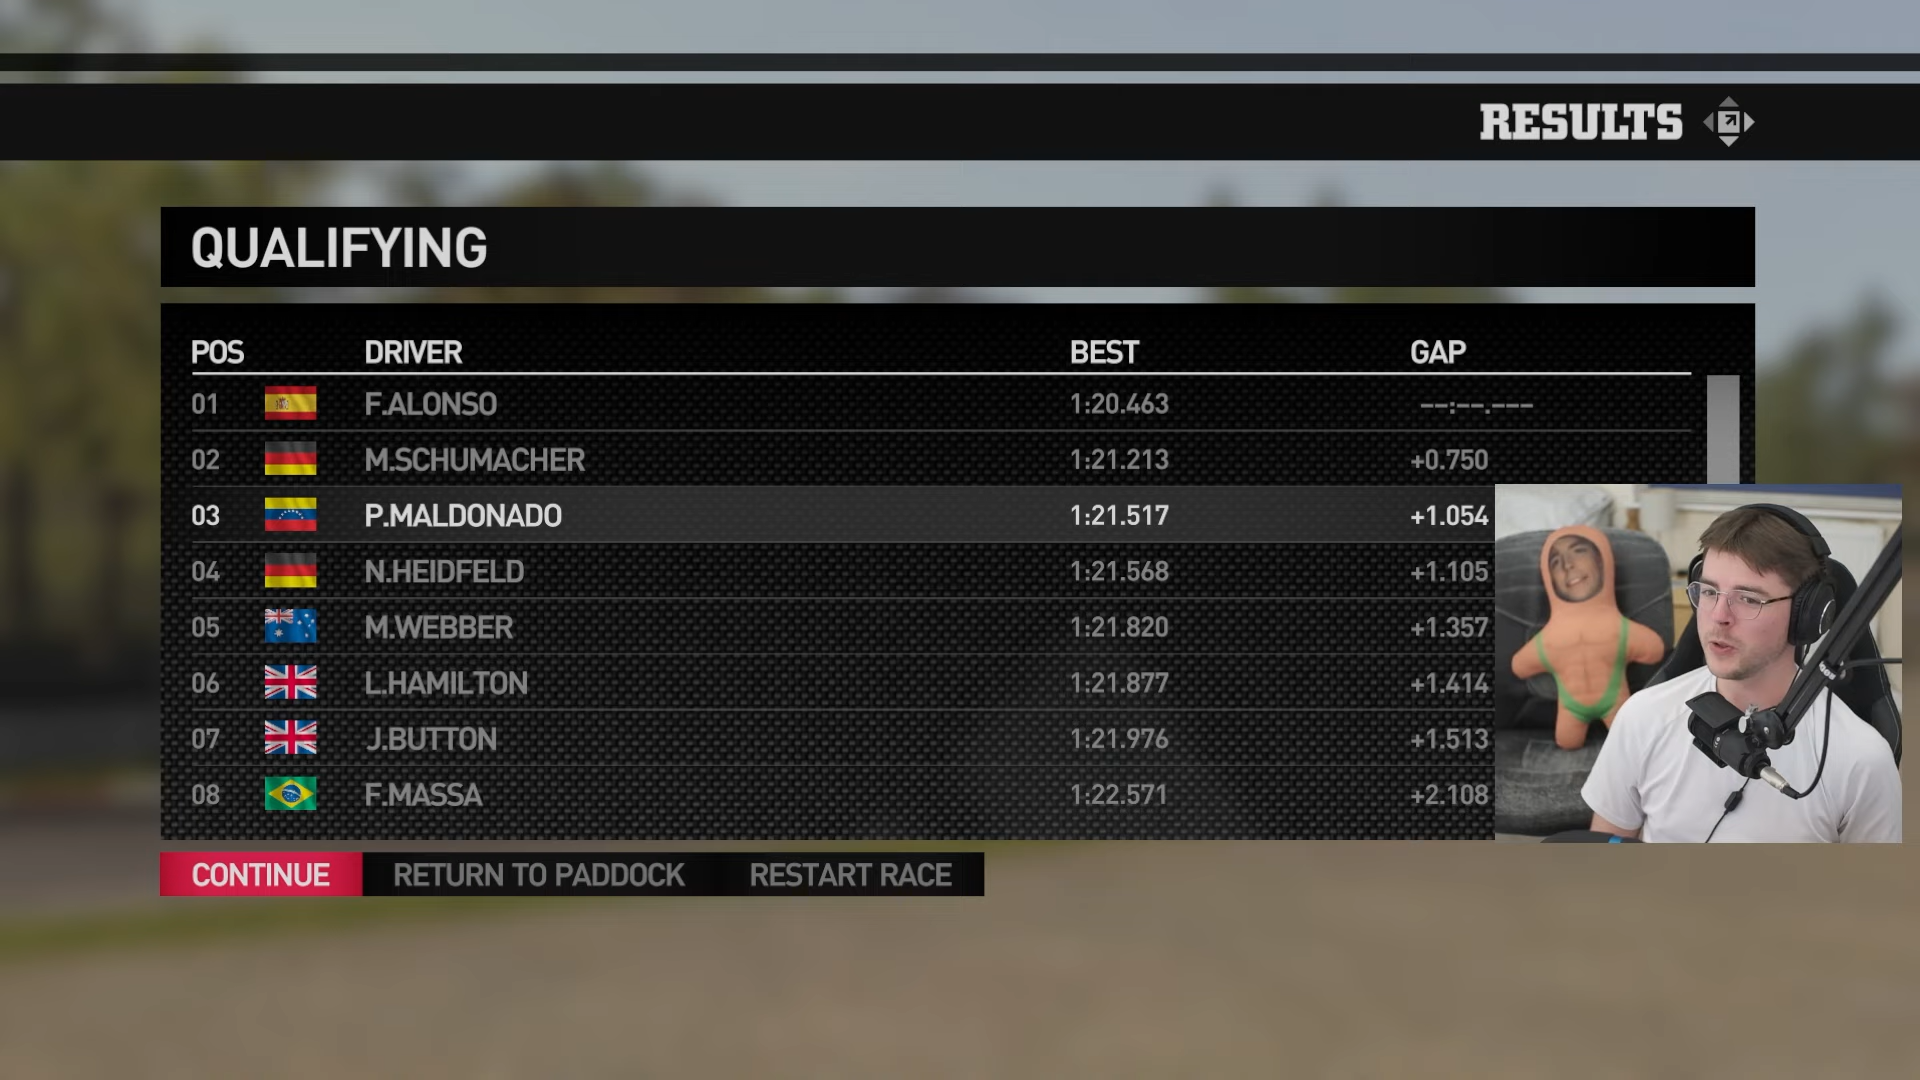 RESULTS
QUALIFYING
POS DRIVER BEST GAP
01 F.ALONSO 1:20.463 --:--.---
02 M.SCHUMACHER 1:21.213 +0.750
03 P.MALDONADO 1:21.517 +1.054
04 N.HEIDFELD 1:21.568 +1.105
05 M.WEBBER 1:21.820 +1.357
06 L.HAMILTON 1:21.877 +1.414
07 J.BUTTON 1:21.976 +1.513
08 F.MASSA 1:22.571 +2.108
CONTINUE RETURN TO PADDOCK RESTART RACE